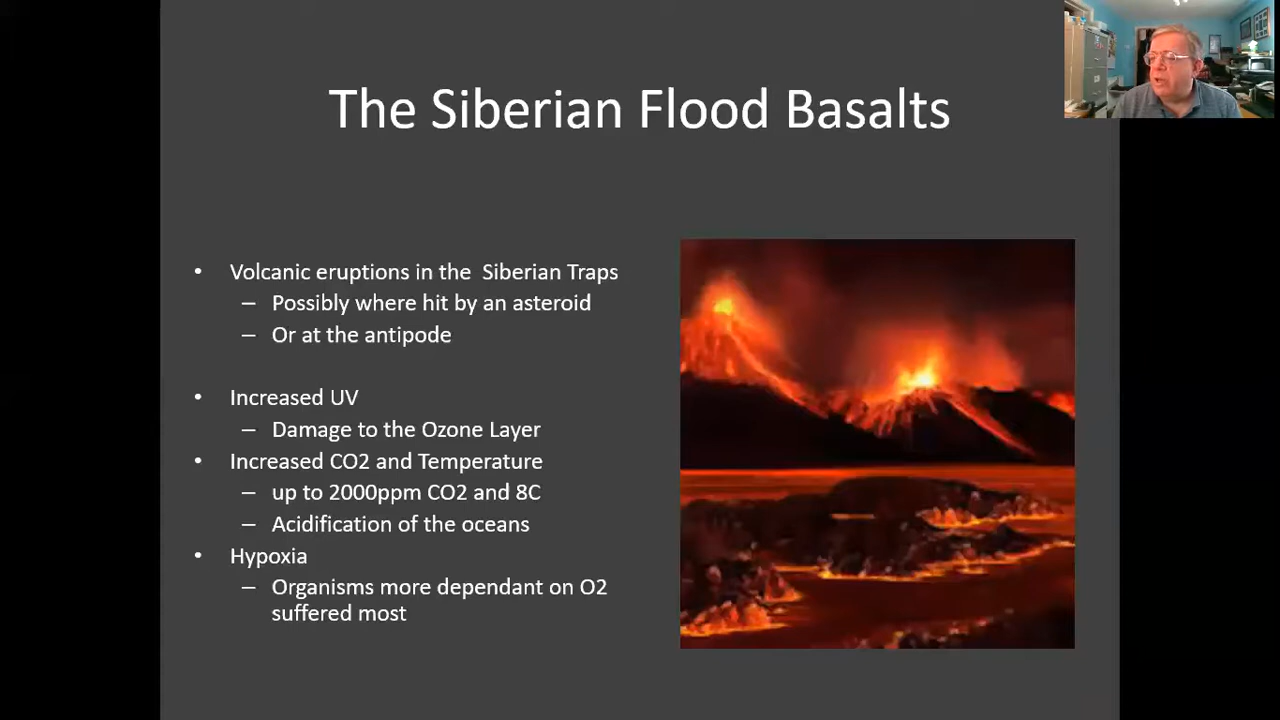 The Siberian Flood Basalts
• Volcanic eruptions in the Siberian Traps
– Possibly where hit by an asteroid
– Or at the antipode
• Increased UV
– Damage to the Ozone Layer
• Increased CO2 and Temperature
– up to 2000ppm CO2 and 8C
– Acidification of the oceans
• Hypoxia
– Organisms more dependant on O2
suffered most